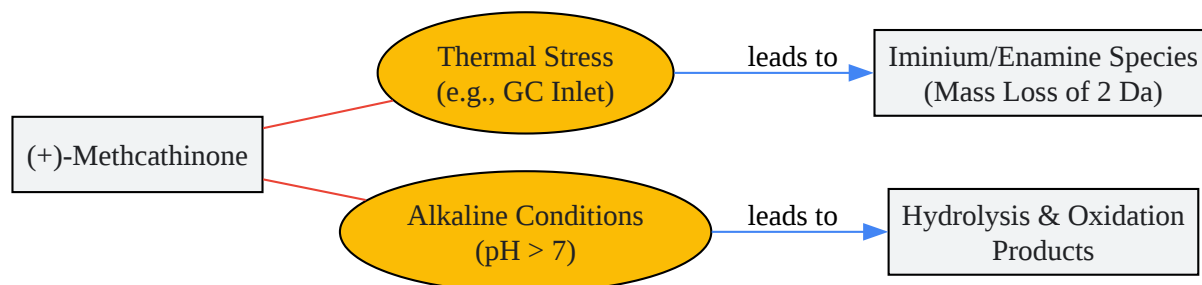 (+)-Methcathinone
Thermal Stress
(e.g., GC Inlet)
leads to
Iminium/Enamine Species
(Mass Loss of 2 Da)
Alkaline Conditions
(pH > 7)
leads to
Hydrolysis & Oxidation
Products